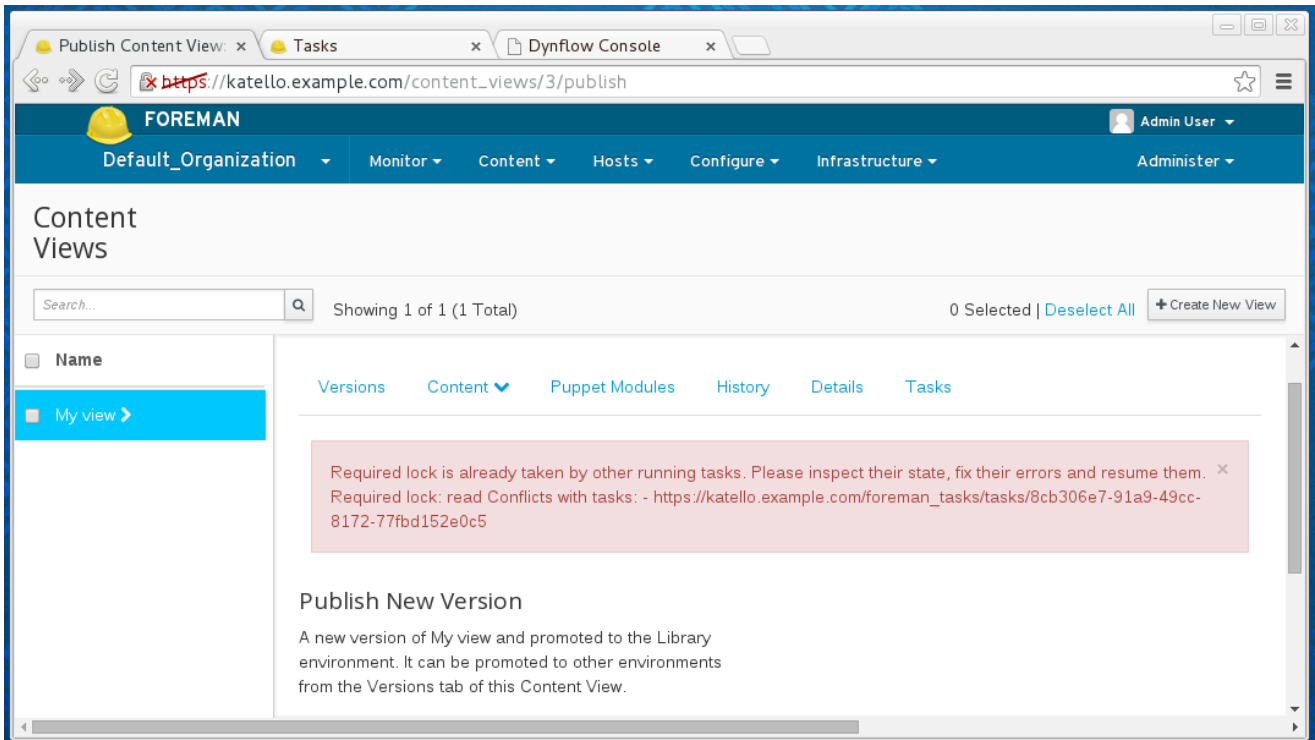 Publish Content View: Tasks Dynflow Console
https://katello.example.com/content_views/3/publish
FOREMAN Admin User
Default_Organization Monitor Content Hosts Configure Infrastructure Administer
Content
Views
Search... Showing 1 of 1 (1 Total) 0 Selected | Deselect All + Create New View
Name
Versions Content Puppet Modules History Details Tasks
My view
Required lock is already taken by other running tasks. Please inspect their state, fix their errors and resume them. ×
Required lock: read Conflicts with tasks: - https://katello.example.com/foreman_tasks/tasks/8cb306e7-91a9-49cc-
8172-77fbd152e0c5
Publish New Version
A new version of My view and promoted to the Library
environment. It can be promoted to other environments
from the Versions tab of this Content View.